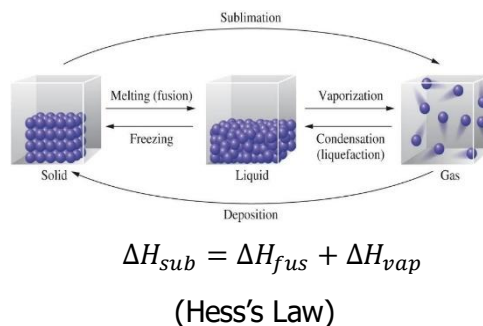 Sublimation
Melting (fusion)
Freezing
Vaporization
Condensation
(liquefaction)
Solid
Liquid
Gas
Deposition
Δ𝐻𝑠𝑢𝑏 = Δ𝐻𝑓𝑢𝑠 + Δ𝐻𝑣𝑎𝑝
(Hess's Law)